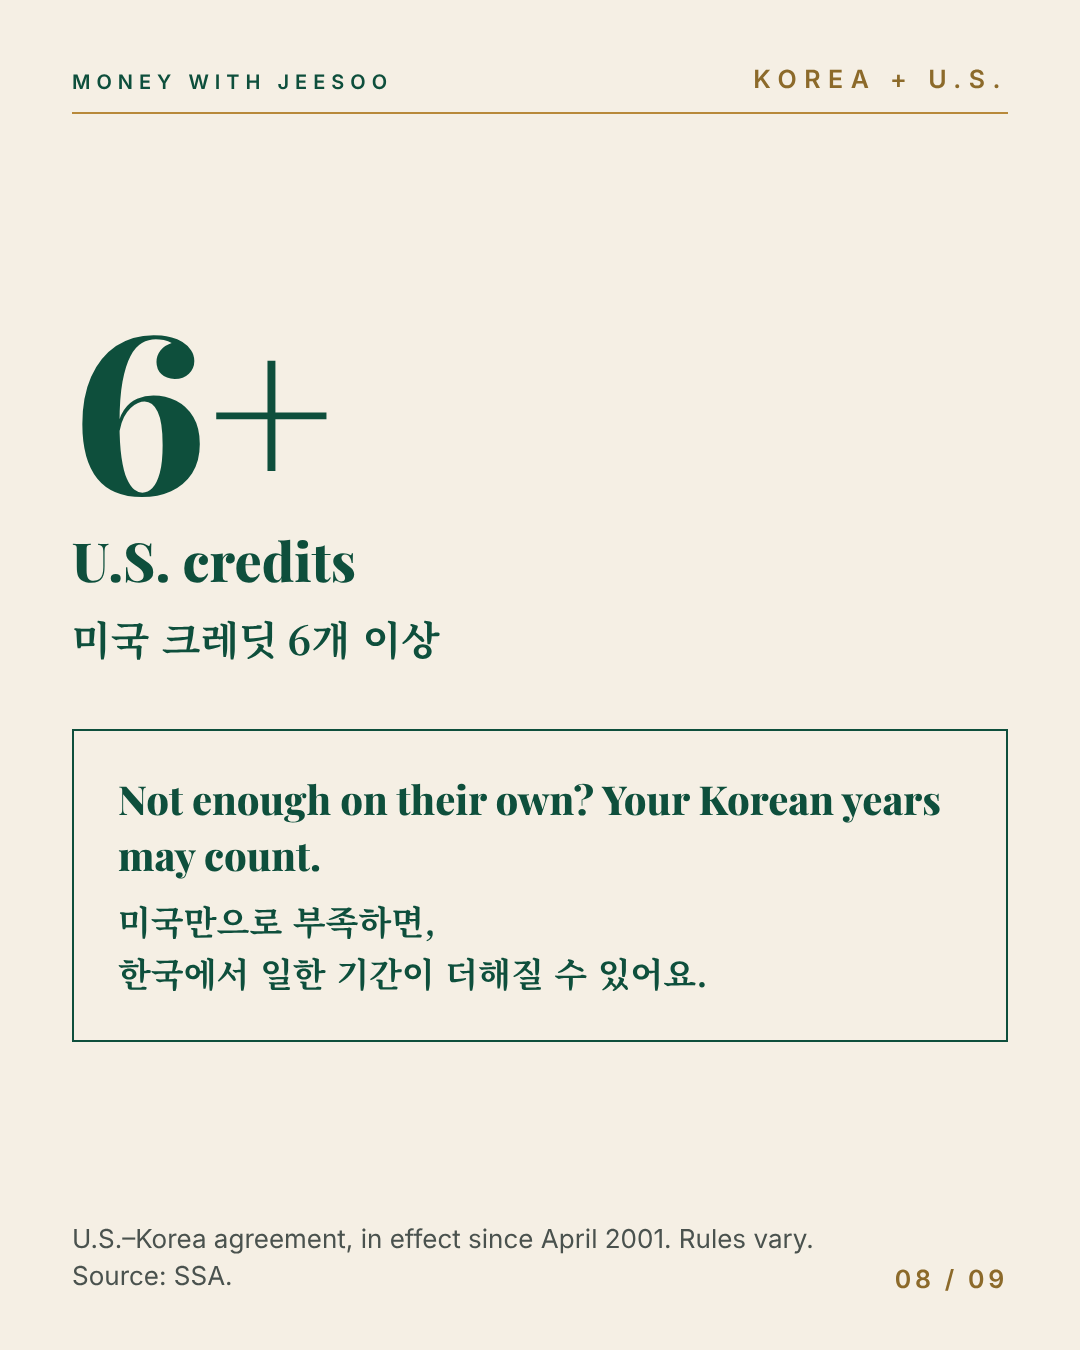 MONEY WITH JEESOO
KOREA + U.S.
6+
U.S. credits
미국 크레딧 6개 이상
Not enough on their own? Your Korean years
may count.
미국만으로 부족하면,
한국에서 일한 기간이 더해질 수 있어요.
U.S.–Korea agreement, in effect since April 2001. Rules vary.
Source: SSA.
08 / 09